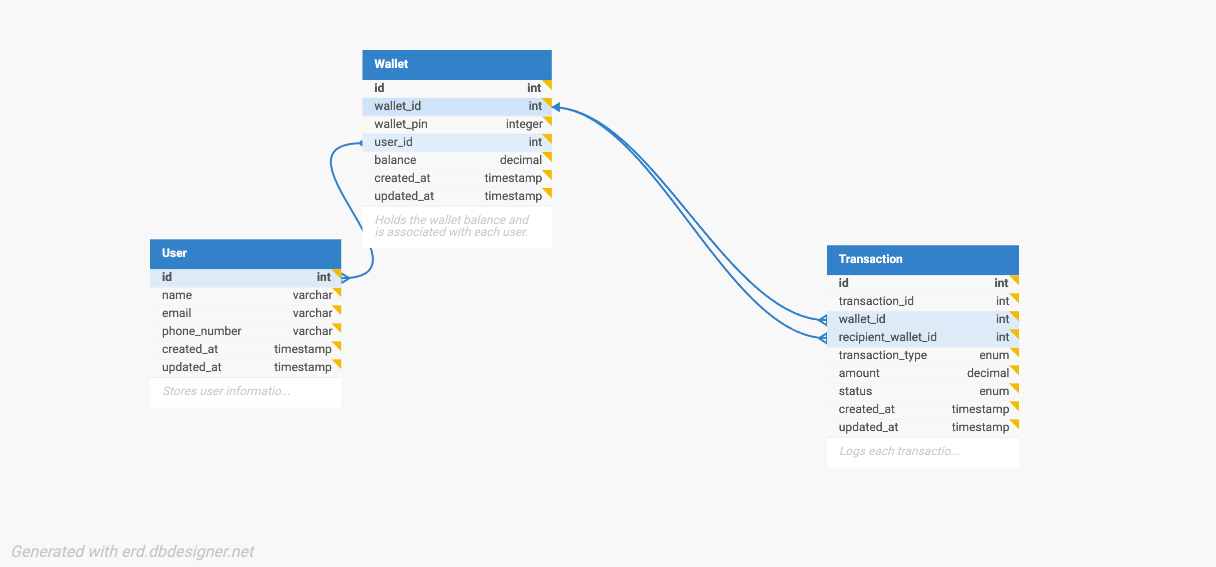 Wallet
id int
wallet_id int
wallet_pin integer
user_id int
balance decimal
created_at timestamp
updated_at timestamp
Holds the wallet balance and
is associated with each user.
User
id int
name varchar
email varchar
phone_number varchar
created_at timestamp
updated_at timestamp
Stores user informatio...
Transaction
id int
transaction_id int
wallet_id int
recipient_wallet_id int
transaction_type enum
amount decimal
status enum
created_at timestamp
updated_at timestamp
Logs each transactio...
Generated with erd.dbdesigner.net